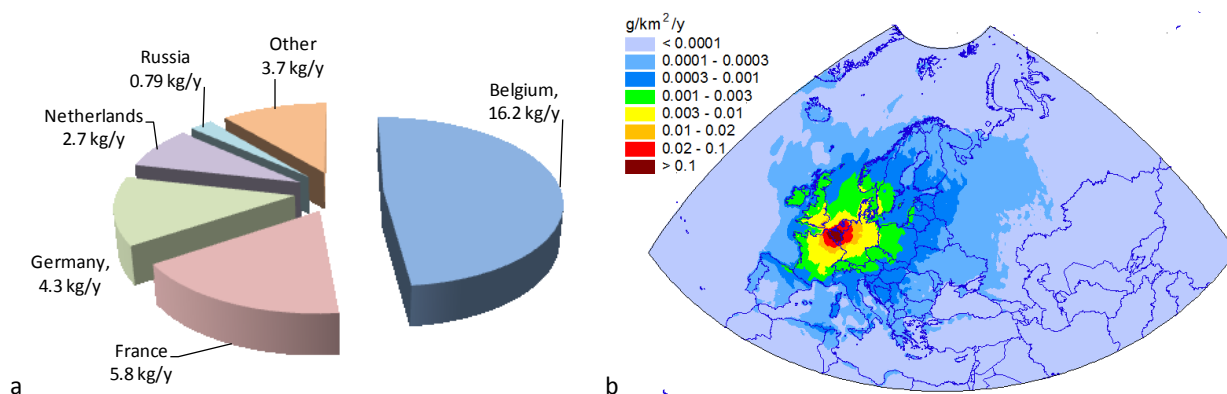 Other
3.7 kg/y
Russia
0.79 kg/y
Netherlands
2.7 kg/y
Belgium,
16.2 kg/y
Germany,
4.3 kg/y
France
5.8 kg/y
a
g/km²/y
< 0.0001
0.0001 - 0.0003
0.0003 - 0.001
0.001 - 0.003
0.003 - 0.01
0.01 - 0.02
0.02 - 0.1
> 0.1
b